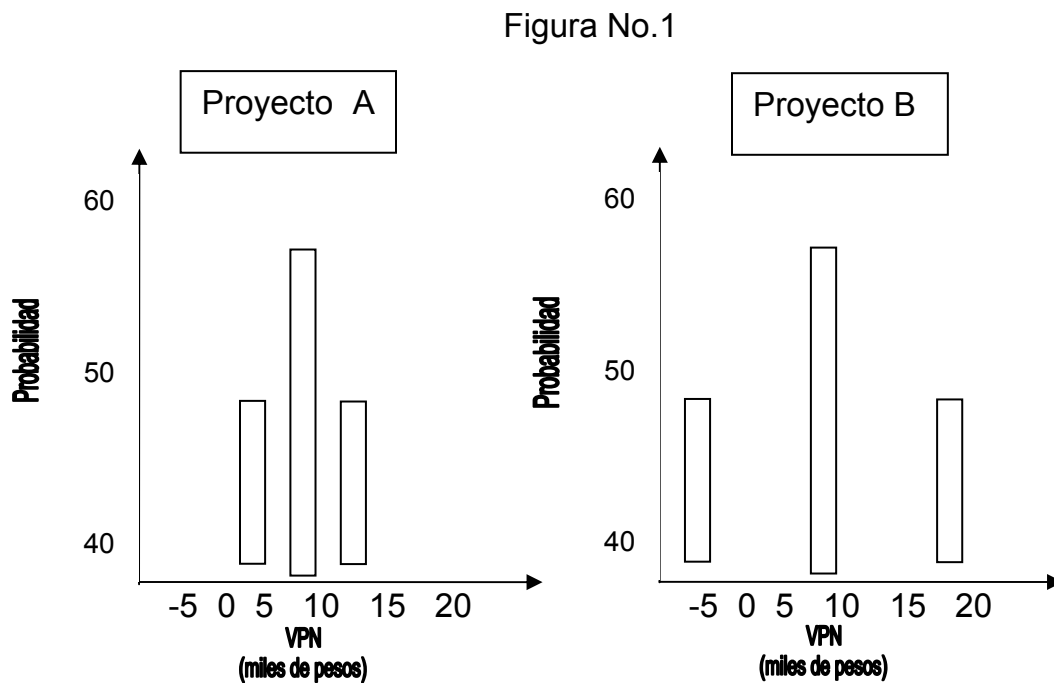 Figura No.1
Proyecto A
60
50
40
Probabilidad
-5 0 5 10 15 20
VPN
(miles de pesos)
Proyecto B
60
50
40
Probabilidad
-5 0 5 10 15 20
VPN
(miles de pesos)